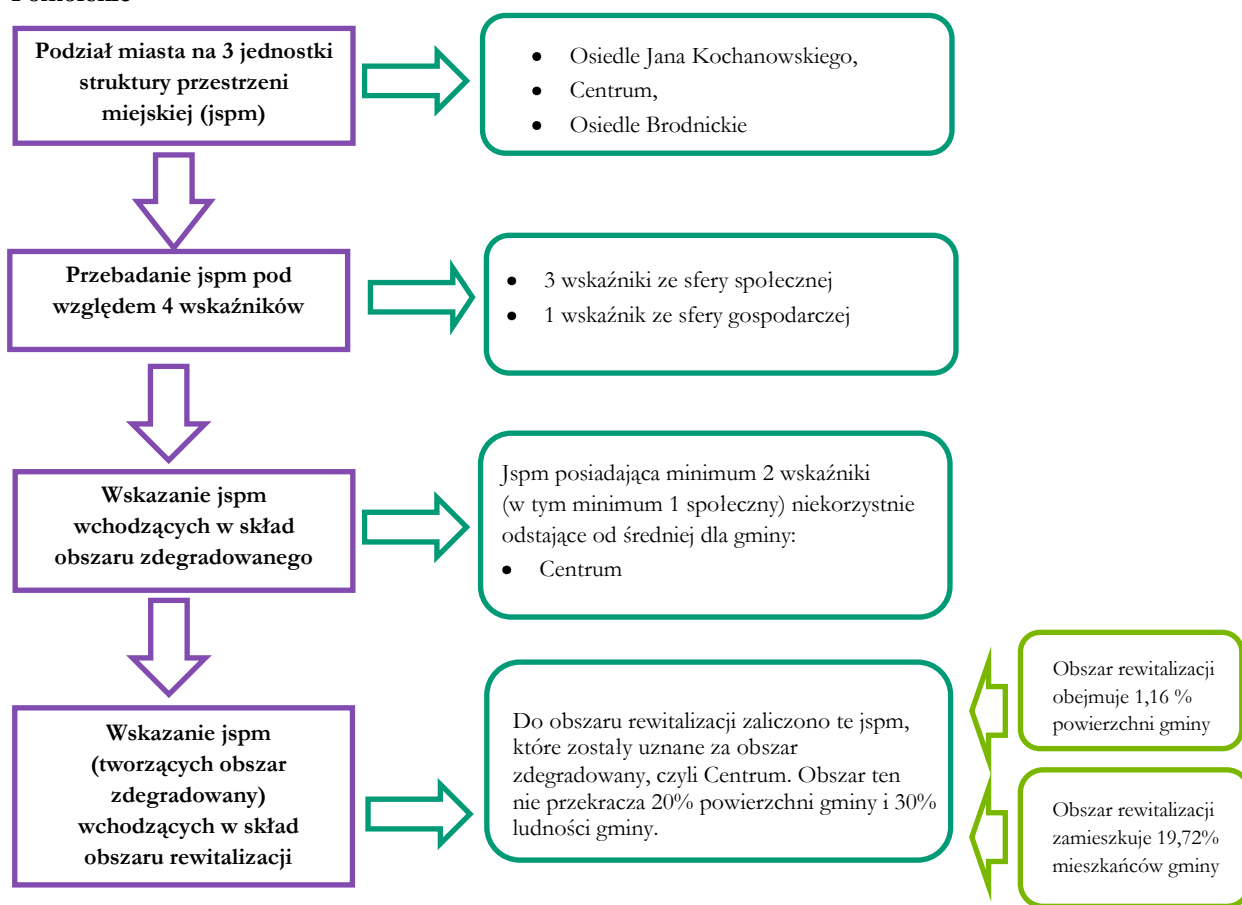 Podział miasta na 3 jednostki
struktury przestrzeni
miejskiej (jspm)
• Osiedle Jana Kochanowskiego,
• Centrum,
• Osiedle Brodnickie
Przebadanie jspm pod
względem 4 wskaźników
• 3 wskaźniki ze sfery społecznej
• 1 wskaźnik ze sfery gospodarczej
Wskazanie jspm
wchodzących w skład
obszaru zdegradowanego
Jspm posiadająca minimum 2 wskaźniki
(w tym minimum 1 społeczny) niekorzystnie
odstające od średniej dla gminy:
• Centrum
Wskazanie jspm
(tworzących obszar
zdegradowany)
wchodzących w skład
obszaru rewitalizacji
Do obszaru rewitalizacji zaliczono te jspm,
które zostały uznane za obszar
zdegradowany, czyli Centrum. Obszar ten
nie przekracza 20% powierzchni gminy i 30%
ludności gminy.
Obszar rewitalizacji
obejmuje 1,16 %
powierzchni gminy
Obszar rewitalizacji
zamieszkuje 19,72%
mieszkańców gminy